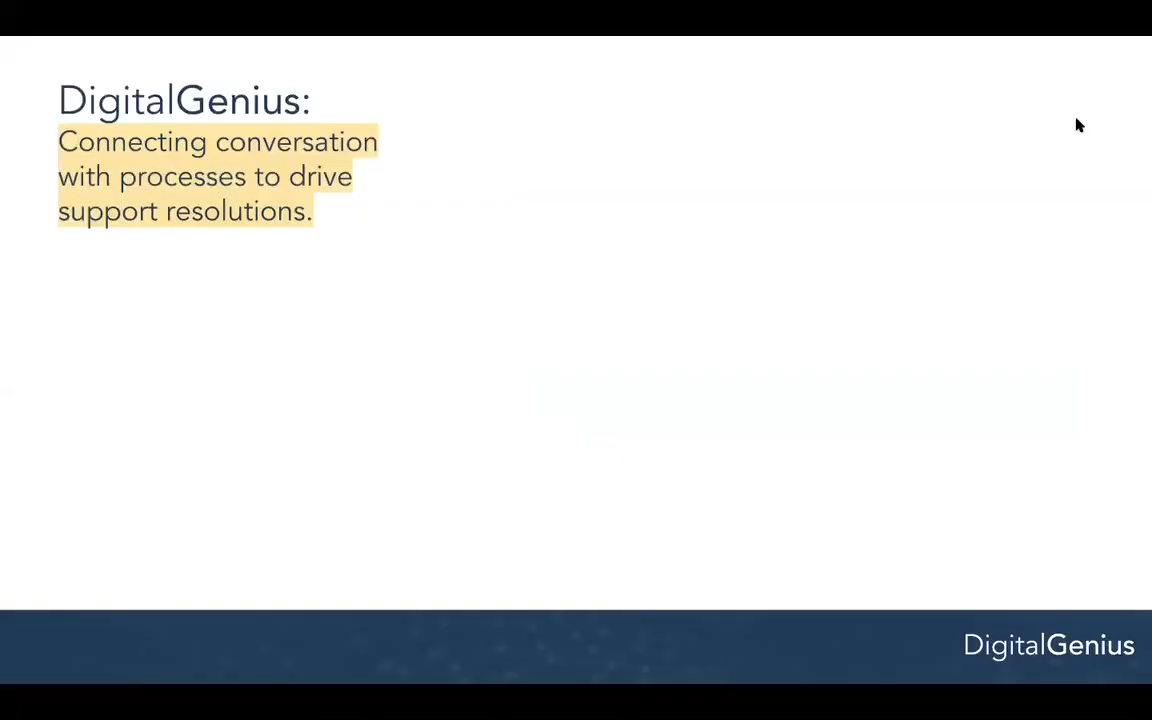 DigitalGenius:
Connecting conversation
with processes to drive
support resolutions.
DigitalGenius